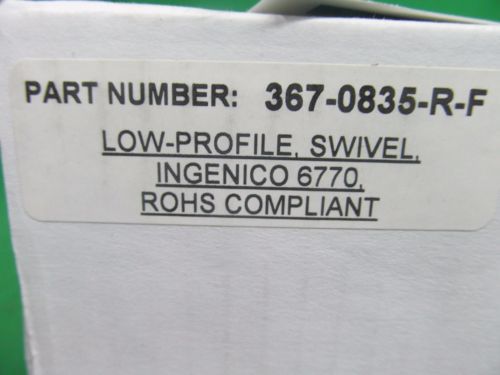 PART NUMBER: 367-0835-R-F
LOW-PROFILE, SWIVEL,
INGENICO 6770,
ROHS COMPLIANT